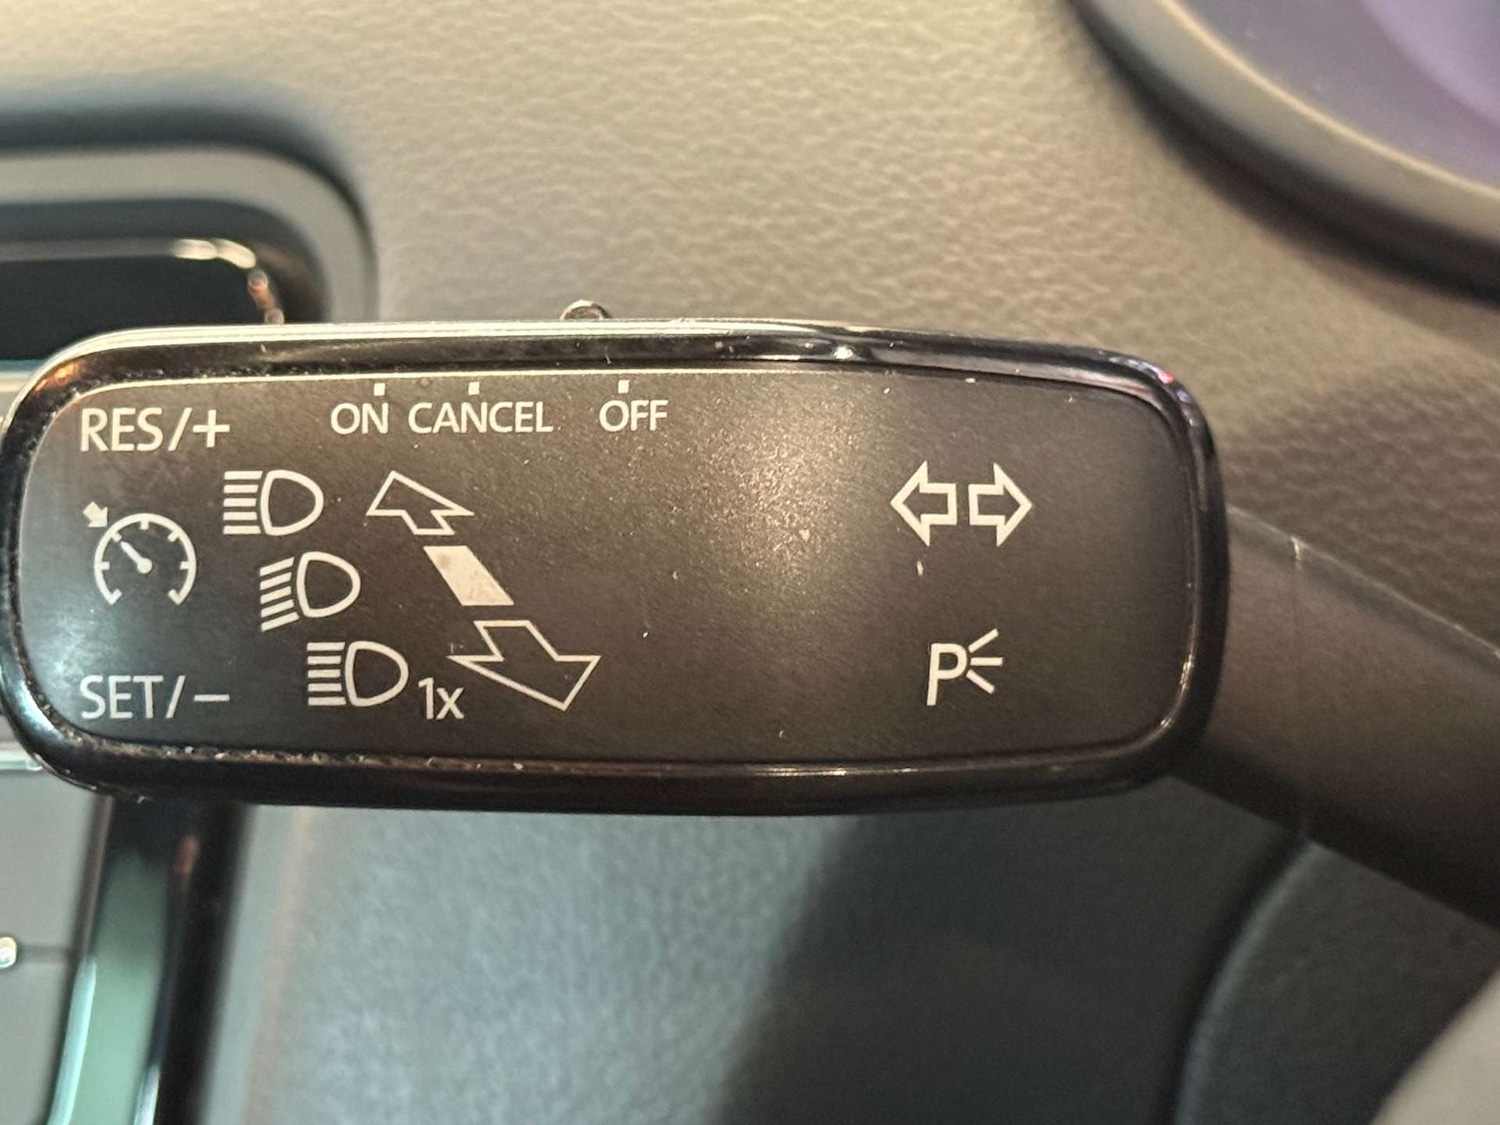 RES/+ ON CANCEL OFF
SET/−
1x
P